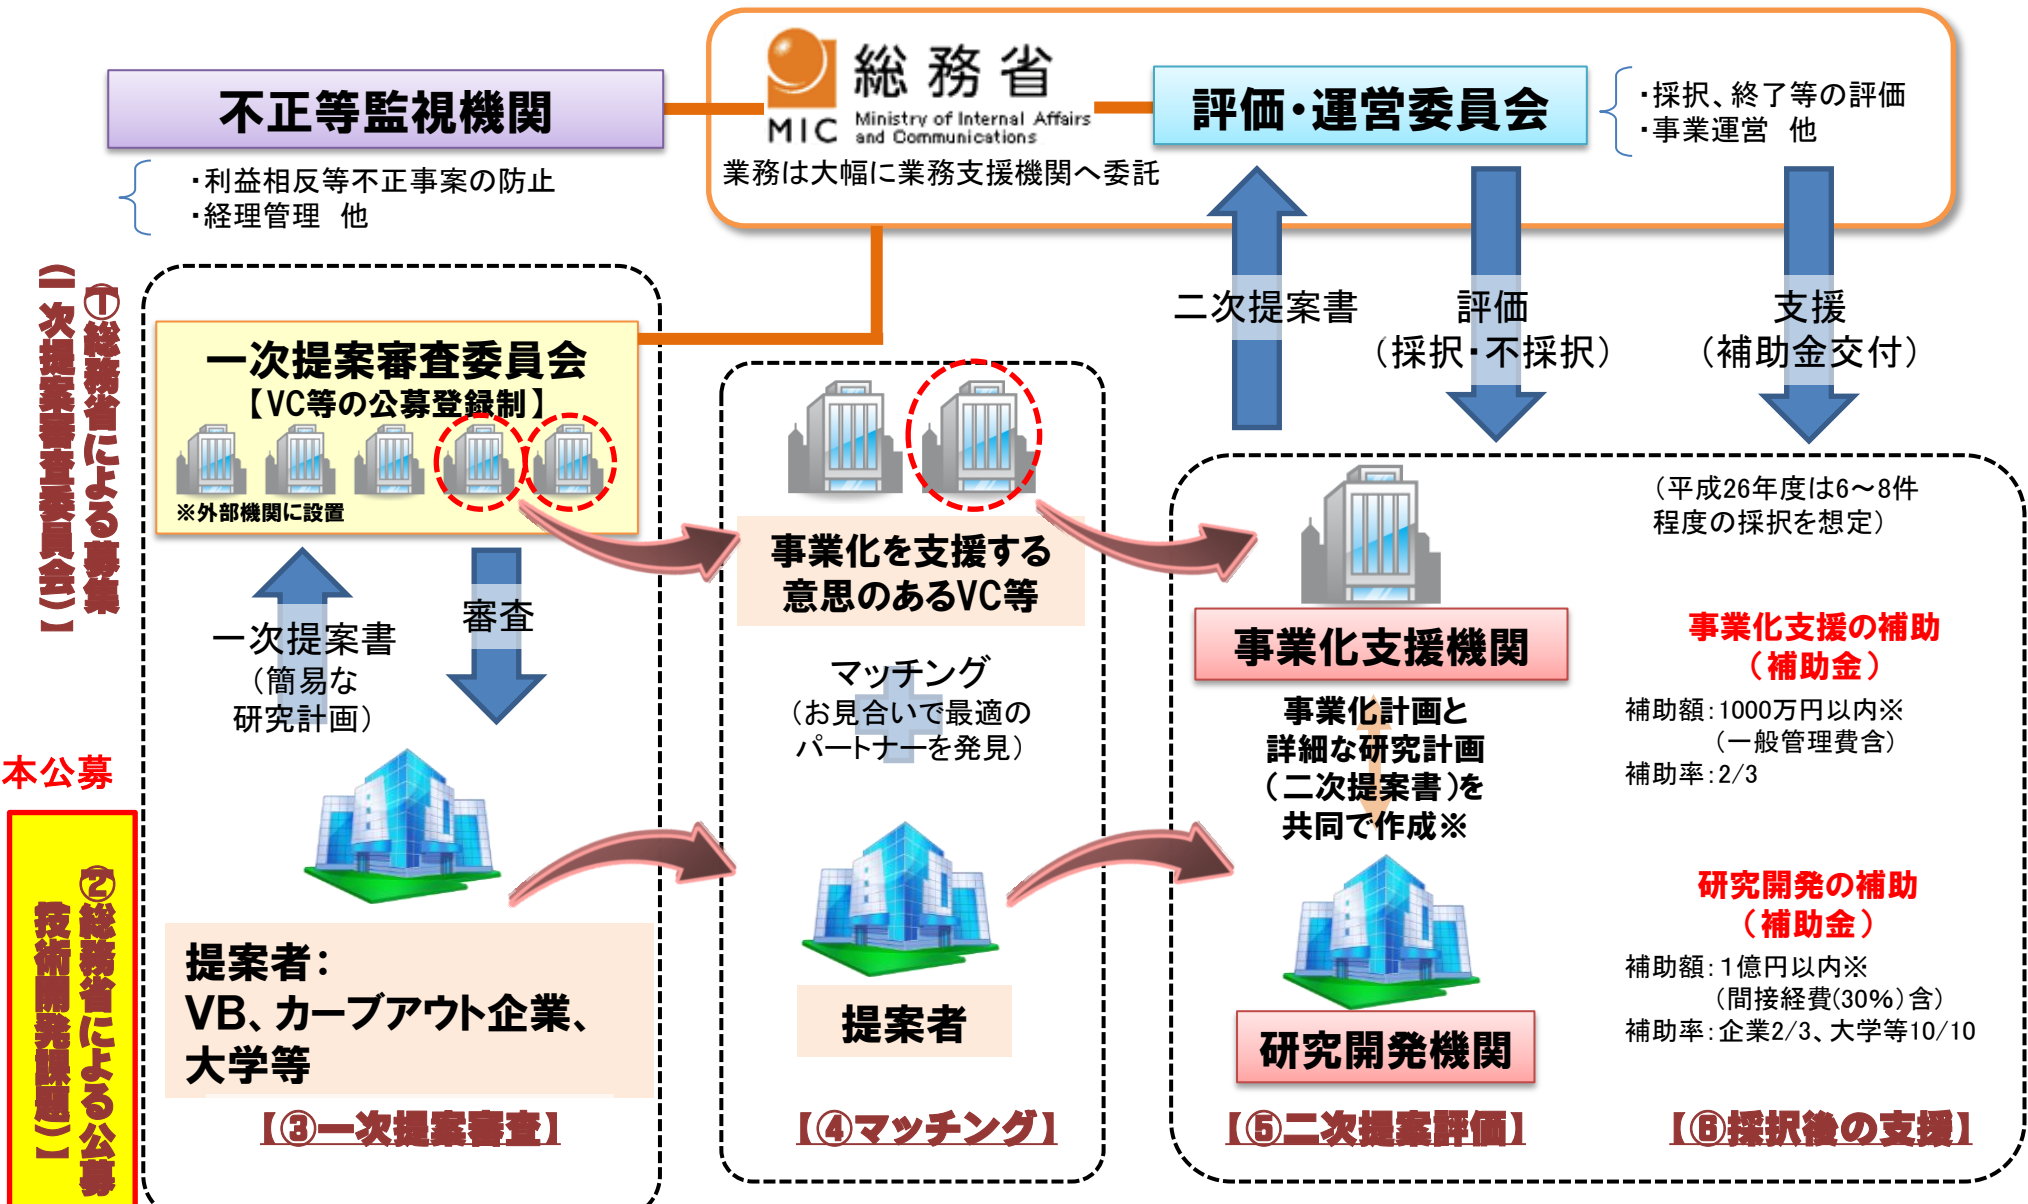 総務省
MIC Ministry of Internal Affairs
and Communications
業務は大幅に業務支援機関へ委託
不正等監視機関
・利益相反等不正事案の防止
・経理管理 他
評価・運営委員会
・採択、終了等の評価
・事業運営 他
①総務省による募集
(一次提案審査委員会)】
一次提案審査委員会
【VC等の公募登録制】
※外部機関に設置
一次提案書
(簡易な
研究計画)
審査
本公募
②総務省による公募
技術開発課題)】
提案者:
VB、カーブアウト企業、
大学等
【③一次提案審査】
事業化を支援する
意思のあるVC等
マッチング
(お見合いで最適の
パートナーを発見)
提案者
【④マッチング】
二次提案書
評価
(採択・不採択)
支援
(補助金交付)
(平成26年度は6~8件
程度の採択を想定)
事業化支援機関
事業化計画と
詳細な研究計画
(二次提案書)を
共同で作成※
研究開発機関
【⑤二次提案評価】
事業化支援の補助
(補助金)
補助額:1000万円以内※
(一般管理費含)
補助率:2/3
研究開発の補助
(補助金)
補助額:1億円以内※
(間接経費(30%)含)
補助率:企業2/3、大学等10/10
【⑥採択後の支援】